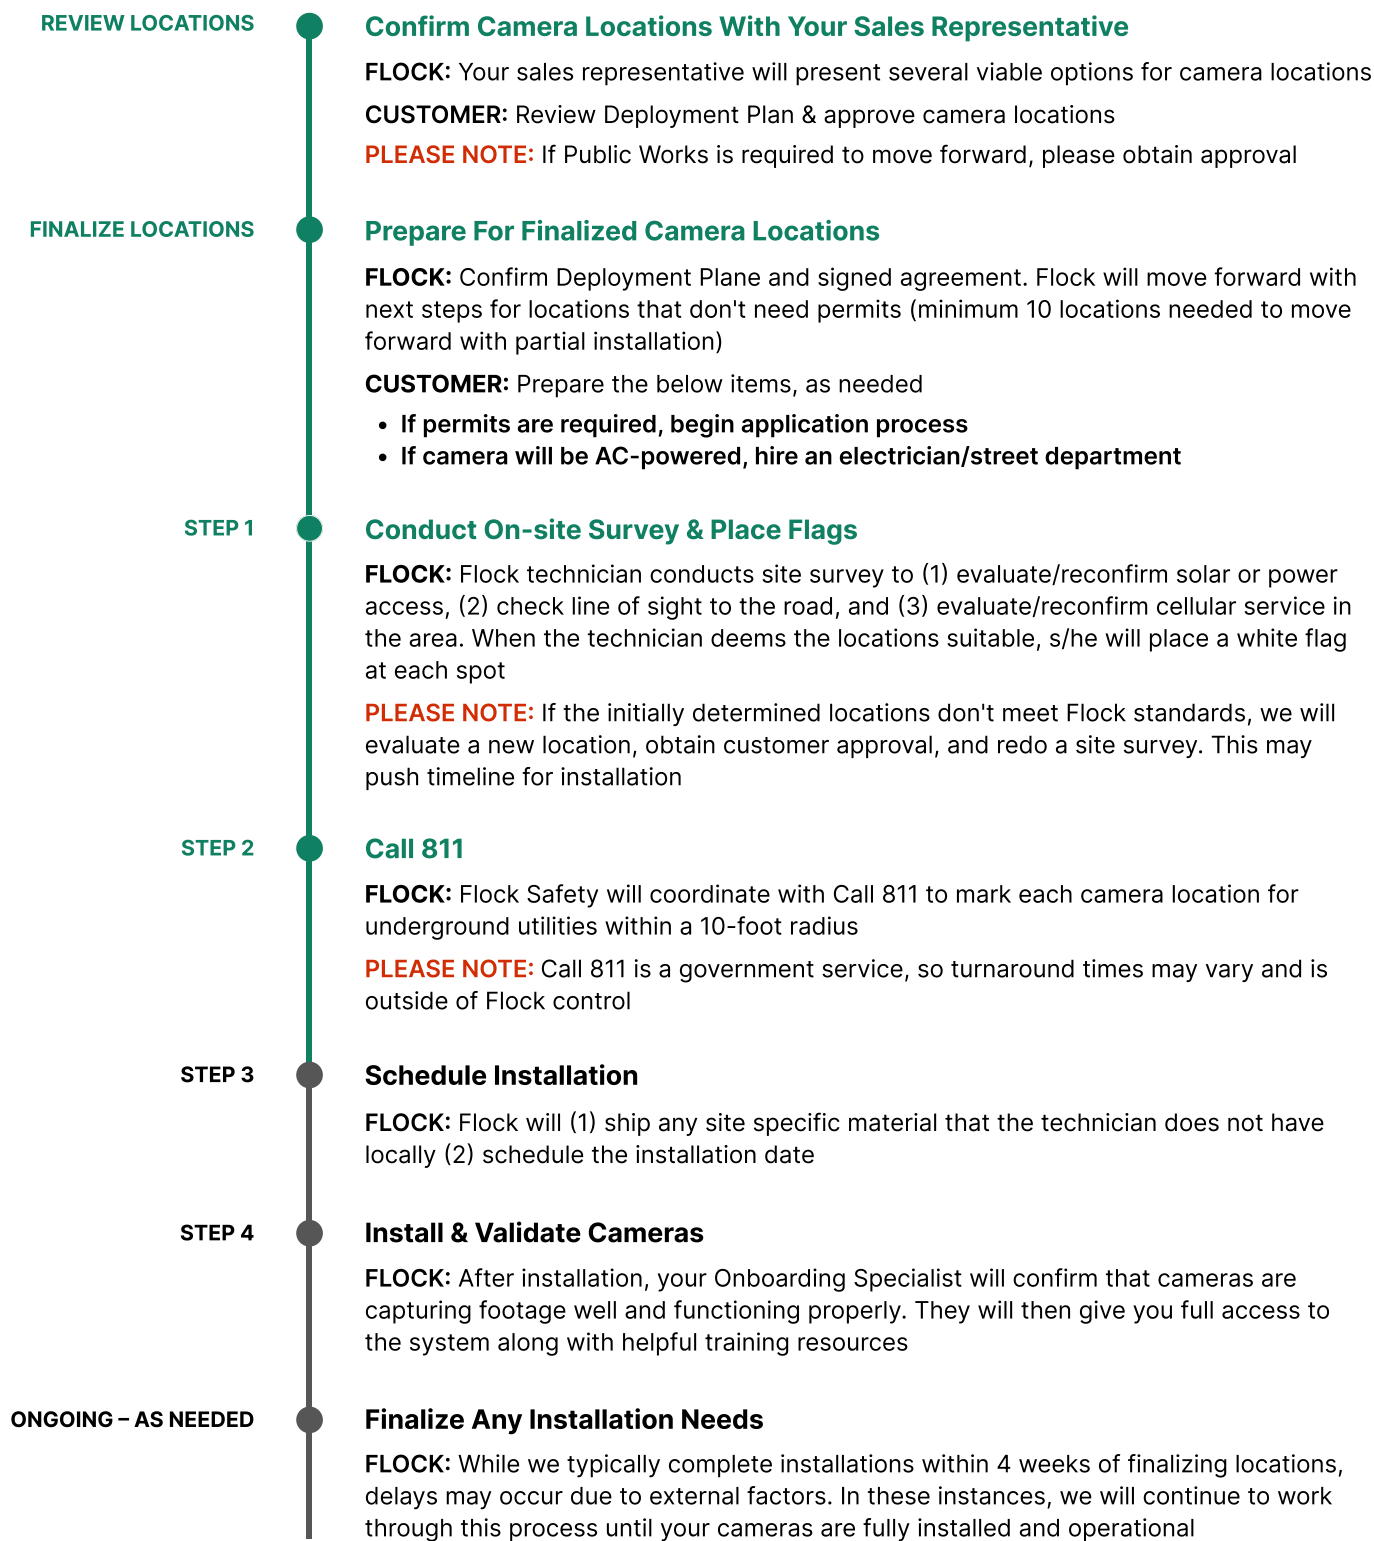 REVIEW LOCATIONS
Confirm Camera Locations With Your Sales Representative
FLOCK: Your sales representative will present several viable options for camera locations
CUSTOMER: Review Deployment Plan & approve camera locations
PLEASE NOTE: If Public Works is required to move forward, please obtain approval
FINALIZE LOCATIONS
Prepare For Finalized Camera Locations
FLOCK: Confirm Deployment Plane and signed agreement. Flock will move forward with
next steps for locations that don't need permits (minimum 10 locations needed to move
forward with partial installation)
CUSTOMER: Prepare the below items, as needed
• If permits are required, begin application process
• If camera will be AC-powered, hire an electrician/street department
STEP 1
Conduct On-site Survey & Place Flags
FLOCK: Flock technician conducts site survey to (1) evaluate/reconfirm solar or power
access, (2) check line of sight to the road, and (3) evaluate/reconfirm cellular service in
the area. When the technician deems the locations suitable, s/he will place a white flag
at each spot
PLEASE NOTE: If the initially determined locations don't meet Flock standards, we will
evaluate a new location, obtain customer approval, and redo a site survey. This may
push timeline for installation
STEP 2
Call 811
FLOCK: Flock Safety will coordinate with Call 811 to mark each camera location for
underground utilities within a 10-foot radius
PLEASE NOTE: Call 811 is a government service, so turnaround times may vary and is
outside of Flock control
STEP 3
Schedule Installation
FLOCK: Flock will (1) ship any site specific material that the technician does not have
locally (2) schedule the installation date
STEP 4
Install & Validate Cameras
FLOCK: After installation, your Onboarding Specialist will confirm that cameras are
capturing footage well and functioning properly. They will then give you full access to
the system along with helpful training resources
ONGOING – AS NEEDED
Finalize Any Installation Needs
FLOCK: While we typically complete installations within 4 weeks of finalizing locations,
delays may occur due to external factors. In these instances, we will continue to work
through this process until your cameras are fully installed and operational